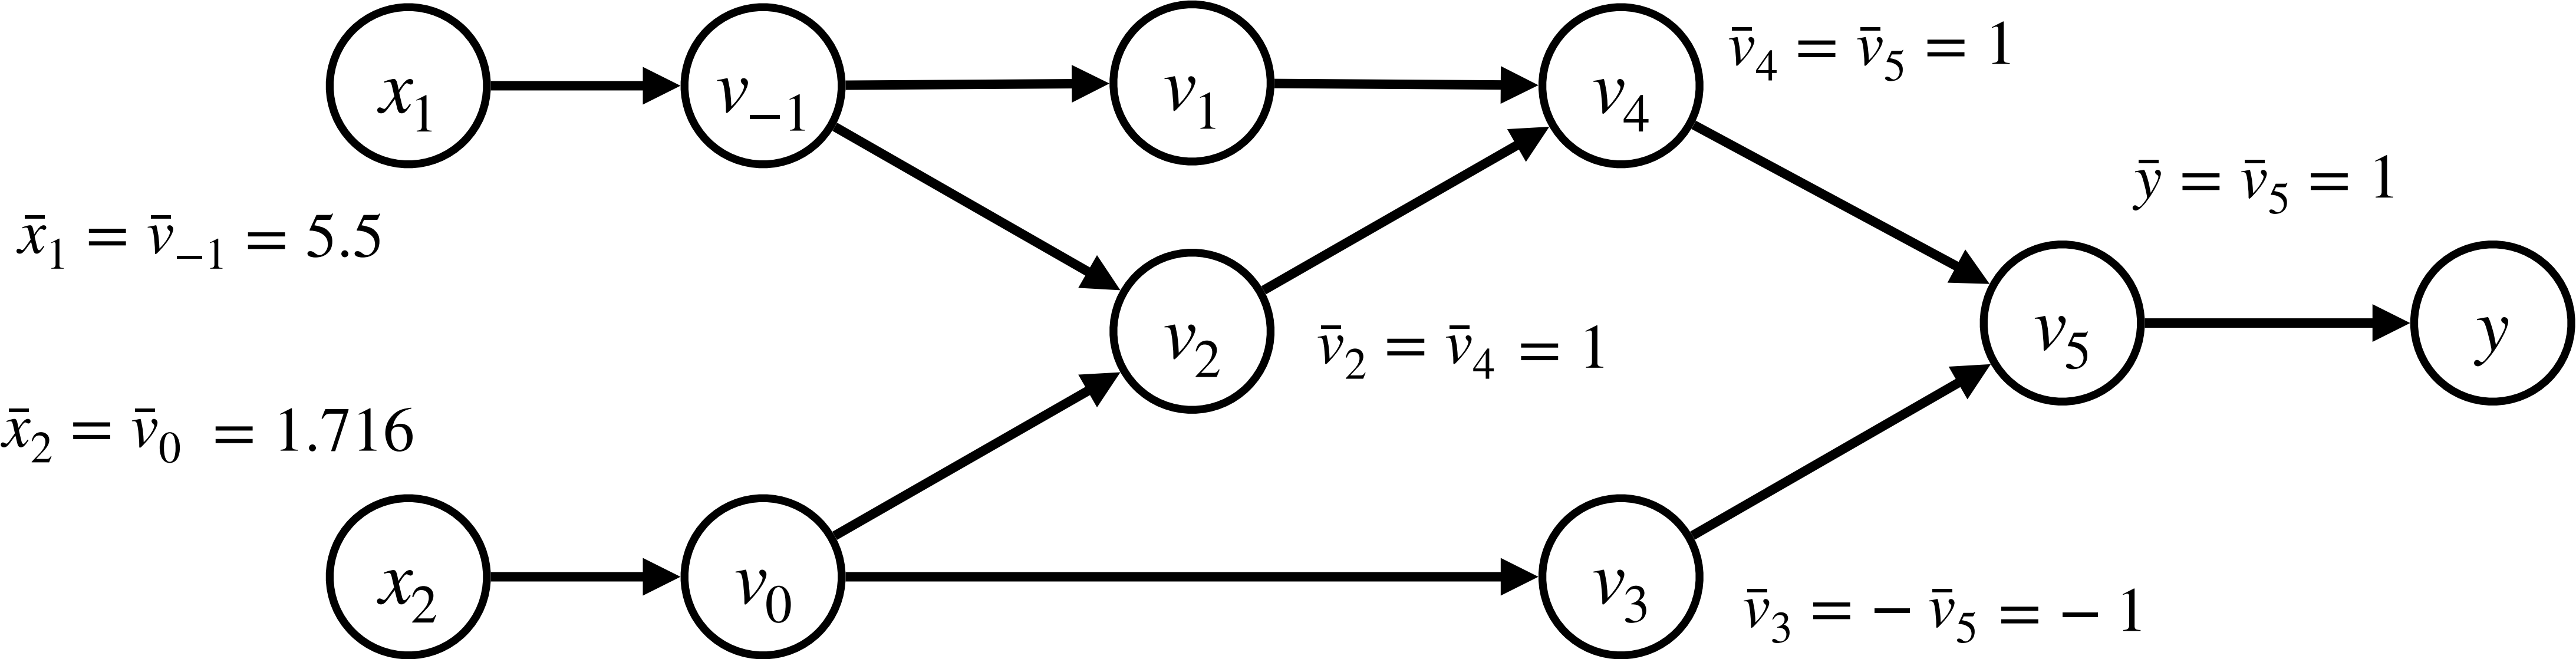 x₁
v₋₁
v₁
v₄
v̄₄ = v̄₅ = 1
ȳ = v̄₅ = 1
x̄₁ = v̄₋₁ = 5.5
v₂
v̄₂ = v̄₄ = 1
v₅
y
x̄₂ = v̄₀ = 1.716
x₂
v₀
v₃
v̄₃ = − v̄₅ = − 1